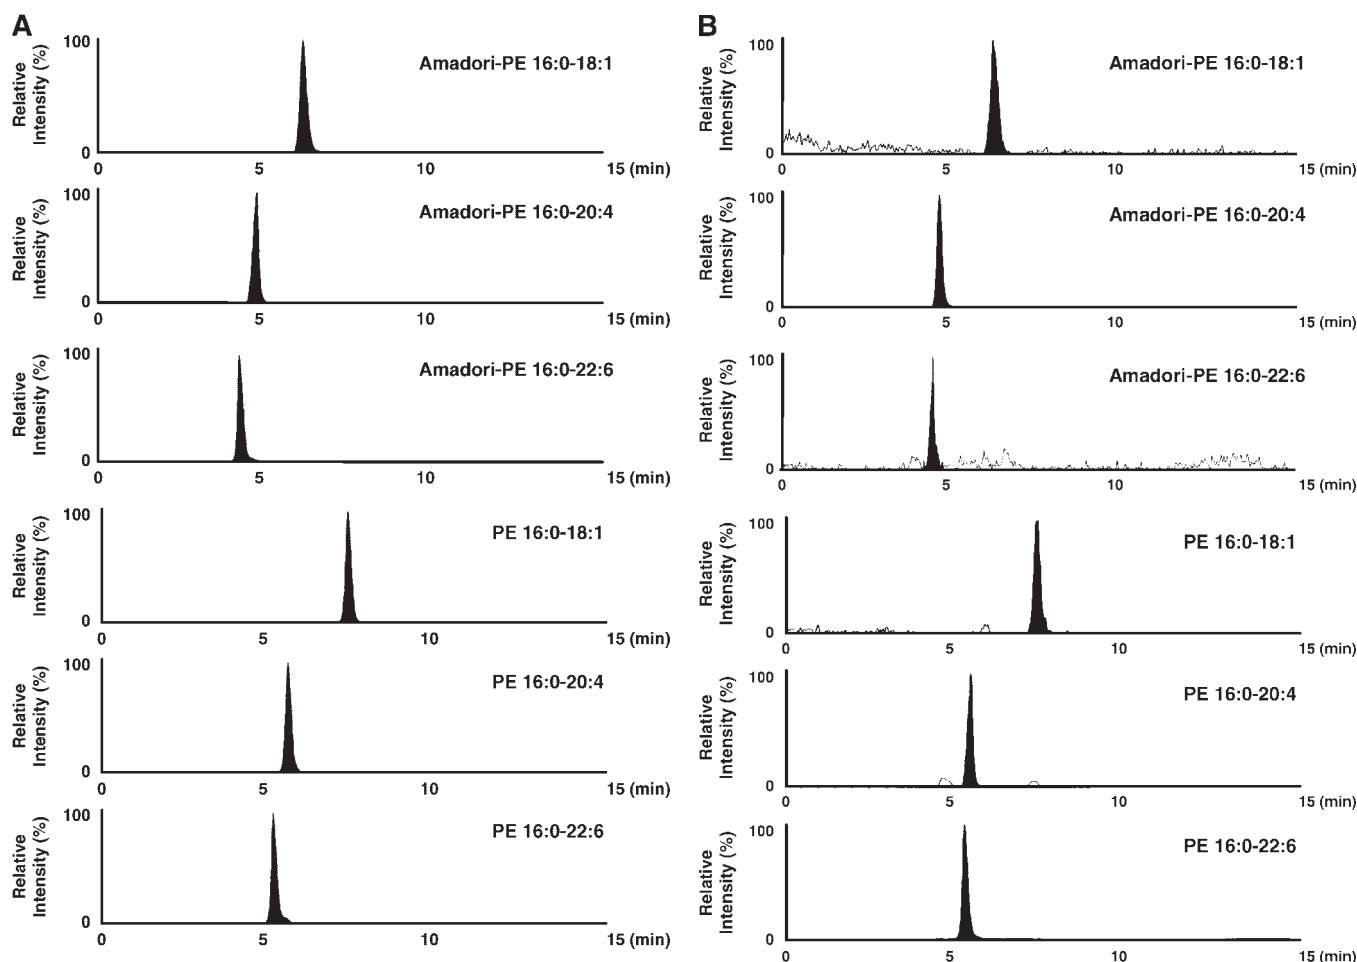 A
Relative Intensity (%)
100
Amadori-PE 16:0-18:1
0
0 5 10 15 (min)
Relative Intensity (%)
100
Amadori-PE 16:0-20:4
0
0 5 10 15 (min)
Relative Intensity (%)
100
Amadori-PE 16:0-22:6
0
0 5 10 15 (min)
Relative Intensity (%)
100
PE 16:0-18:1
0
0 5 10 15 (min)
Relative Intensity (%)
100
PE 16:0-20:4
0
0 5 10 15 (min)
Relative Intensity (%)
100
PE 16:0-22:6
0
0 5 10 15 (min)
B
Relative Intensity (%)
100
Amadori-PE 16:0-18:1
0
0 5 10 15 (min)
Relative Intensity (%)
100
Amadori-PE 16:0-20:4
0
0 5 10 15 (min)
Relative Intensity (%)
100
Amadori-PE 16:0-22:6
0
0 5 10 15 (min)
Relative Intensity (%)
100
PE 16:0-18:1
0
0 5 10 15 (min)
Relative Intensity (%)
100
PE 16:0-20:4
0
0 5 10 15 (min)
Relative Intensity (%)
100
PE 16:0-22:6
0
0 5 10 15 (min)